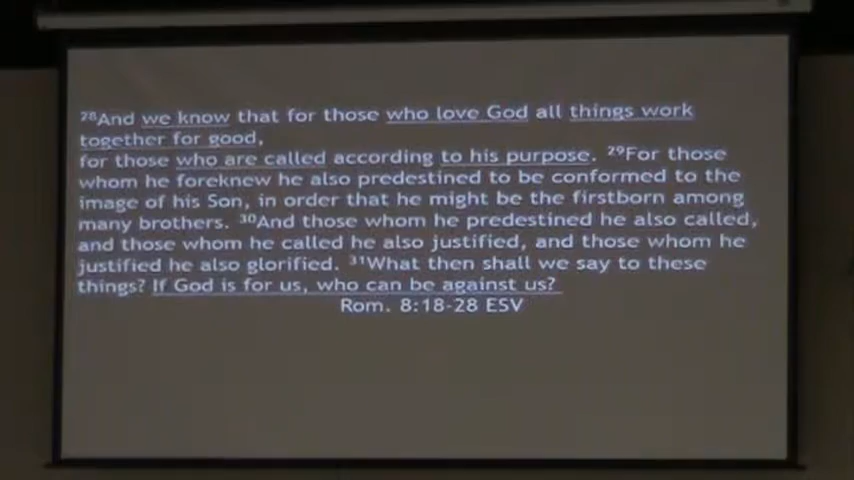 ²⁸And we know that for those who love God all things work
together for good,
for those who are called according to his purpose. ²⁹For those
whom he foreknew he also predestined to be conformed to the
image of his Son, in order that he might be the firstborn among
many brothers. ³⁰And those whom he predestined he also called,
and those whom he called he also justified, and those whom he
justified he also glorified. ³¹What then shall we say to these
things? If God is for us, who can be against us?
Rom. 8:18-28 ESV